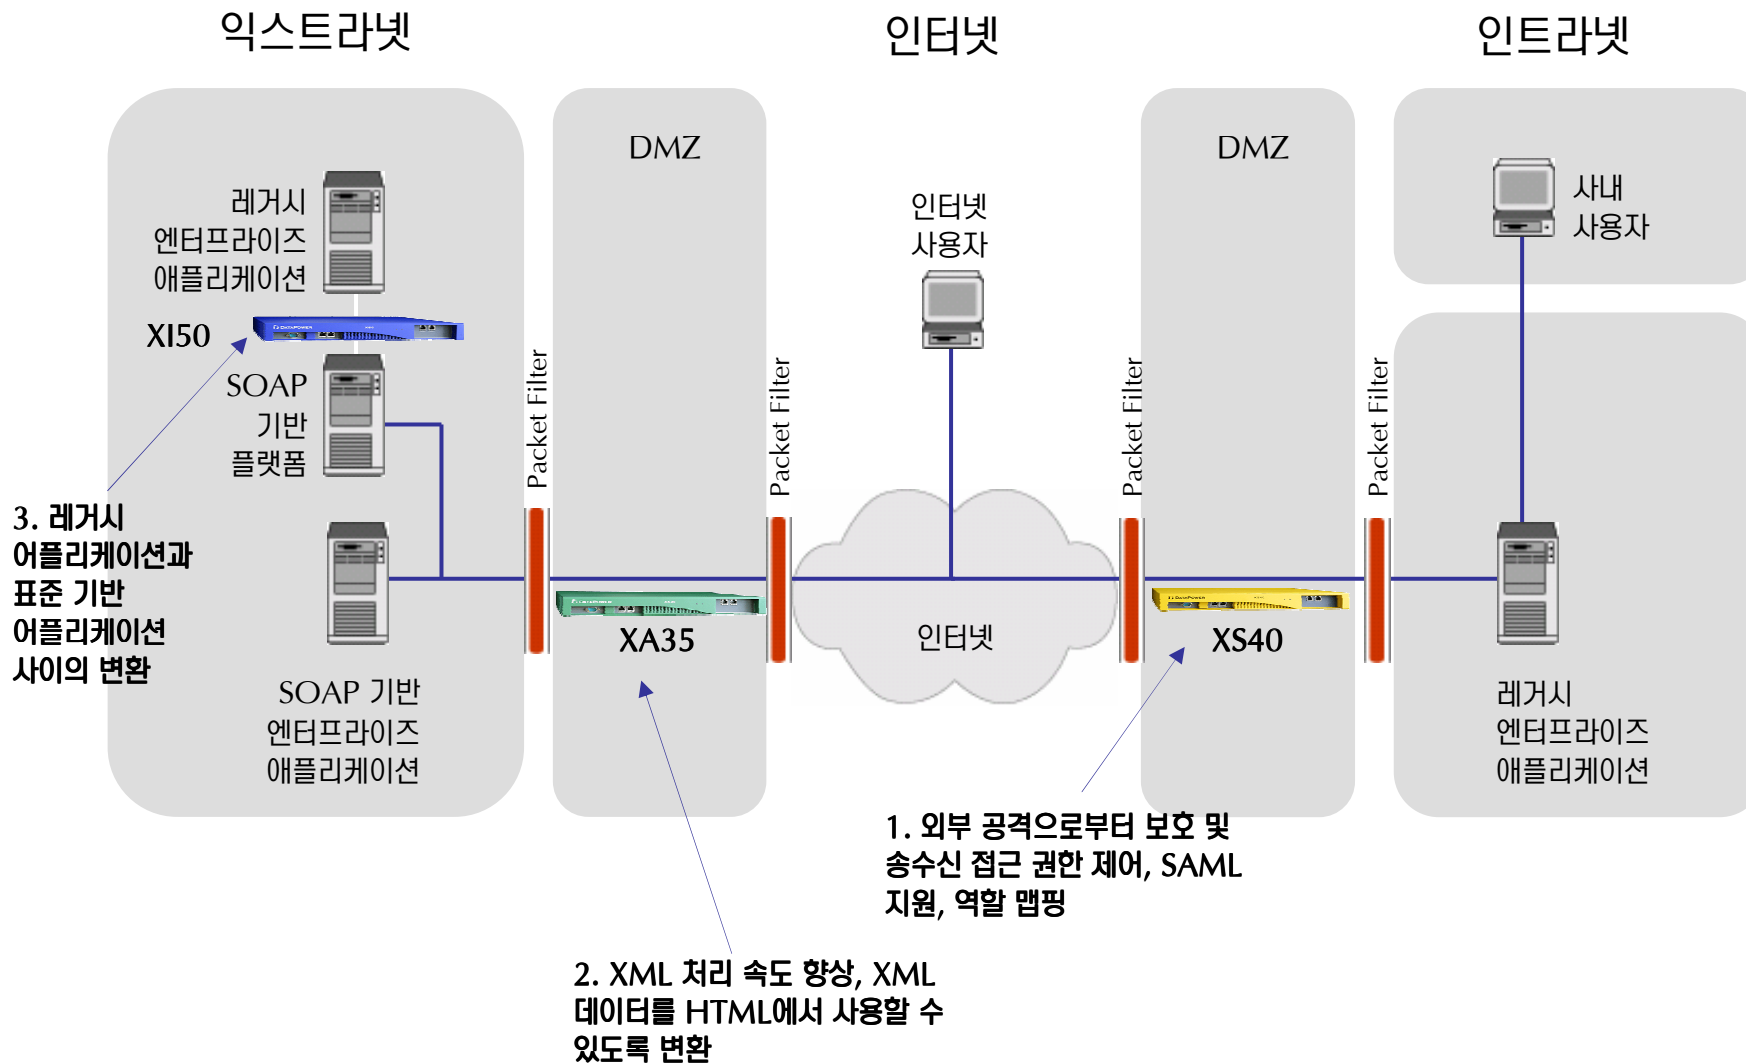 익스트라넷
인터넷
인트라넷
DMZ
DMZ
레거시
엔터프라이즈
애플리케이션
인터넷
사용자
사내
사용자
DATAPOWER
XI50
SOAP
기반
플랫폼
Packet Filter
Packet Filter
Packet Filter
Packet Filter
3. 레거시
어플리케이션과
표준 기반
어플리케이션
사이의 변환
DATAPOWER
XA35
인터넷
DATAPOWER
XS40
SOAP 기반
엔터프라이즈
애플리케이션
레거시
엔터프라이즈
애플리케이션
1. 외부 공격으로부터 보호 및
송수신 접근 권한 제어, SAML
지원, 역할 맵핑
2. XML 처리 속도 향상, XML
데이터를 HTML에서 사용할 수
있도록 변환